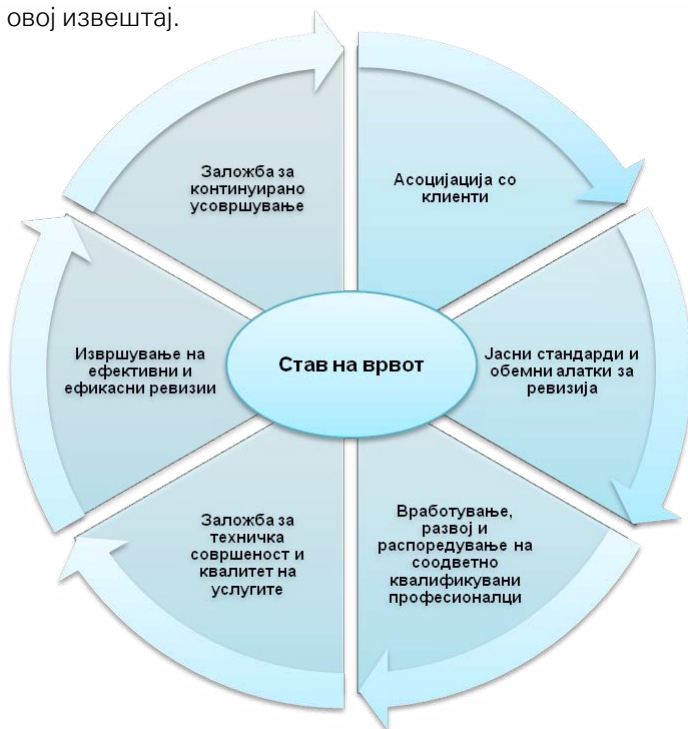 овој извештај.
Заложба за
континуирано
усовршување
Асоцијација со
клиенти
Извршување на
ефективни и
ефикасни ревизии
Став на врвот
Јасни стандарди и
обемни алатки за
ревизија
Заложба за
техничка
совршеност и
квалитет на
услугите
Вработување,
развој и
распоредување на
соодветно
квалификувани
професионалци